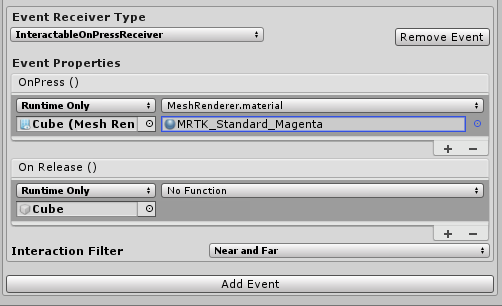 Event Receiver Type
InteractableOnPressReceiver
Remove Event
Event Properties
OnPress ()
Runtime Only
MeshRenderer.material
Cube (Mesh Ren
MRTK_Standard_Magenta
+ −
On Release ()
Runtime Only
No Function
Cube
+ −
Interaction Filter
Near and Far
Add Event